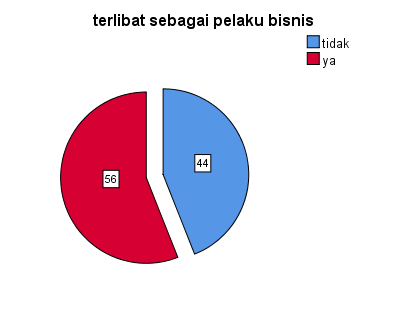 terlibat sebagai pelaku bisnis
tidak
ya
44
56